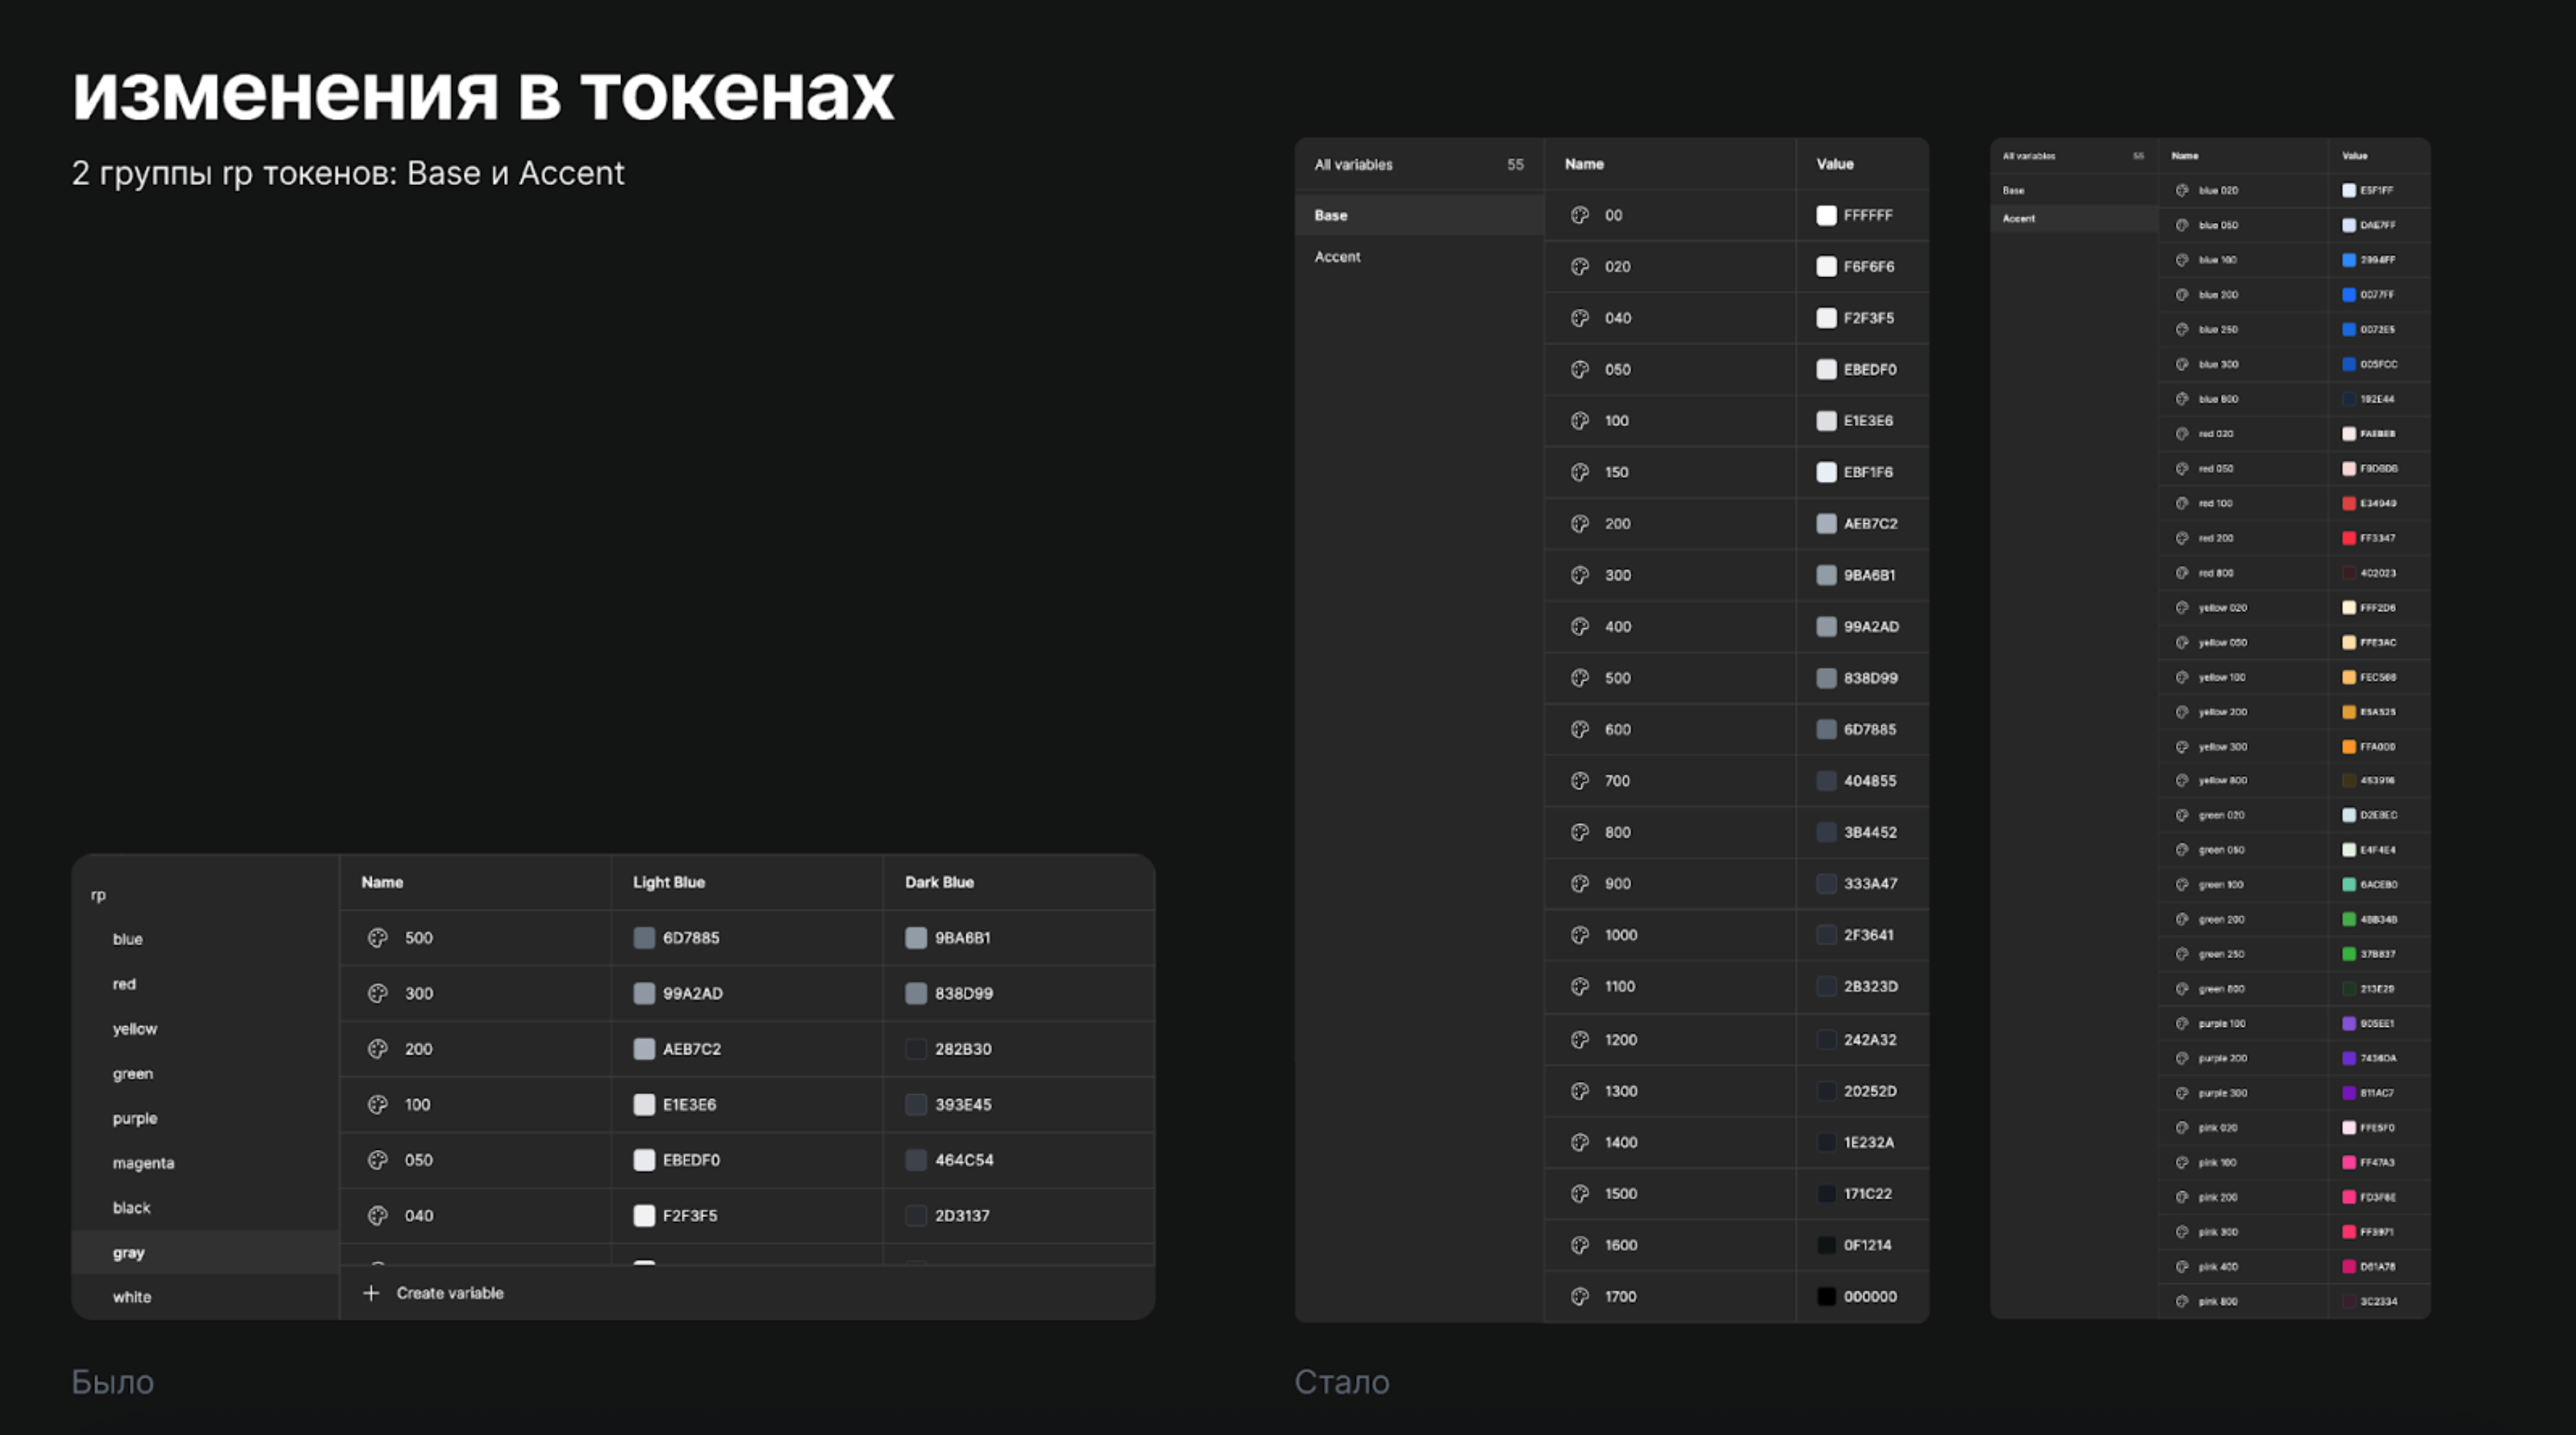 изменения в токенах
2 группы rp токенов: Base и Accent
rp
blue
red
yellow
green
purple
magenta
black
gray
white
Name Light Blue Dark Blue
500 6D7885 9BA6B1
300 99A2AD 838D99
200 AEB7C2 282B30
100 E1E3E6 393E45
050 EBEDF0 464C54
040 F2F3F5 2D3137
+ Create variable
Было
All variables 55
Base
Accent
Name Value
00 FFFFFF
020 F6F6F6
040 F2F3F5
050 EBEDF0
100 E1E3E6
150 EBF1F6
200 AEB7C2
300 9BA6B1
400 99A2AD
500 838D99
600 6D7885
700 404855
800 3B4452
900 333A47
1000 2F3641
1100 2B323D
1200 242A32
1300 20252D
1400 1E232A
1500 171C22
1600 0F1214
1700 000000
All variables 55
Base
Accent
Name Value
blue 020 E5F1FF
blue 050 DAE7FF
blue 100 2994FF
blue 200 0077FF
blue 250 0072E5
blue 300 005FCC
blue 800 192E44
red 020 FAEBEB
red 050
red 100 E34949
red 200 FF3347
red 800 402023
yellow 020 FFF2D6
yellow 050 FFE3AC
yellow 100
yellow 200 E5A325
yellow 300 FFA000
yellow 800 453916
green 020 D2E8EC
green 050 E4F4E4
green 100
green 200 4BB34B
green 250 37B837
green 800 213E29
purple 100 905EE1
purple 200
purple 300 811AC7
pink 020 FFE5F0
pink 100 FF47A3
pink 200
pink 300 FF3971
pink 400 D61A78
pink 800 3C2334
Стало